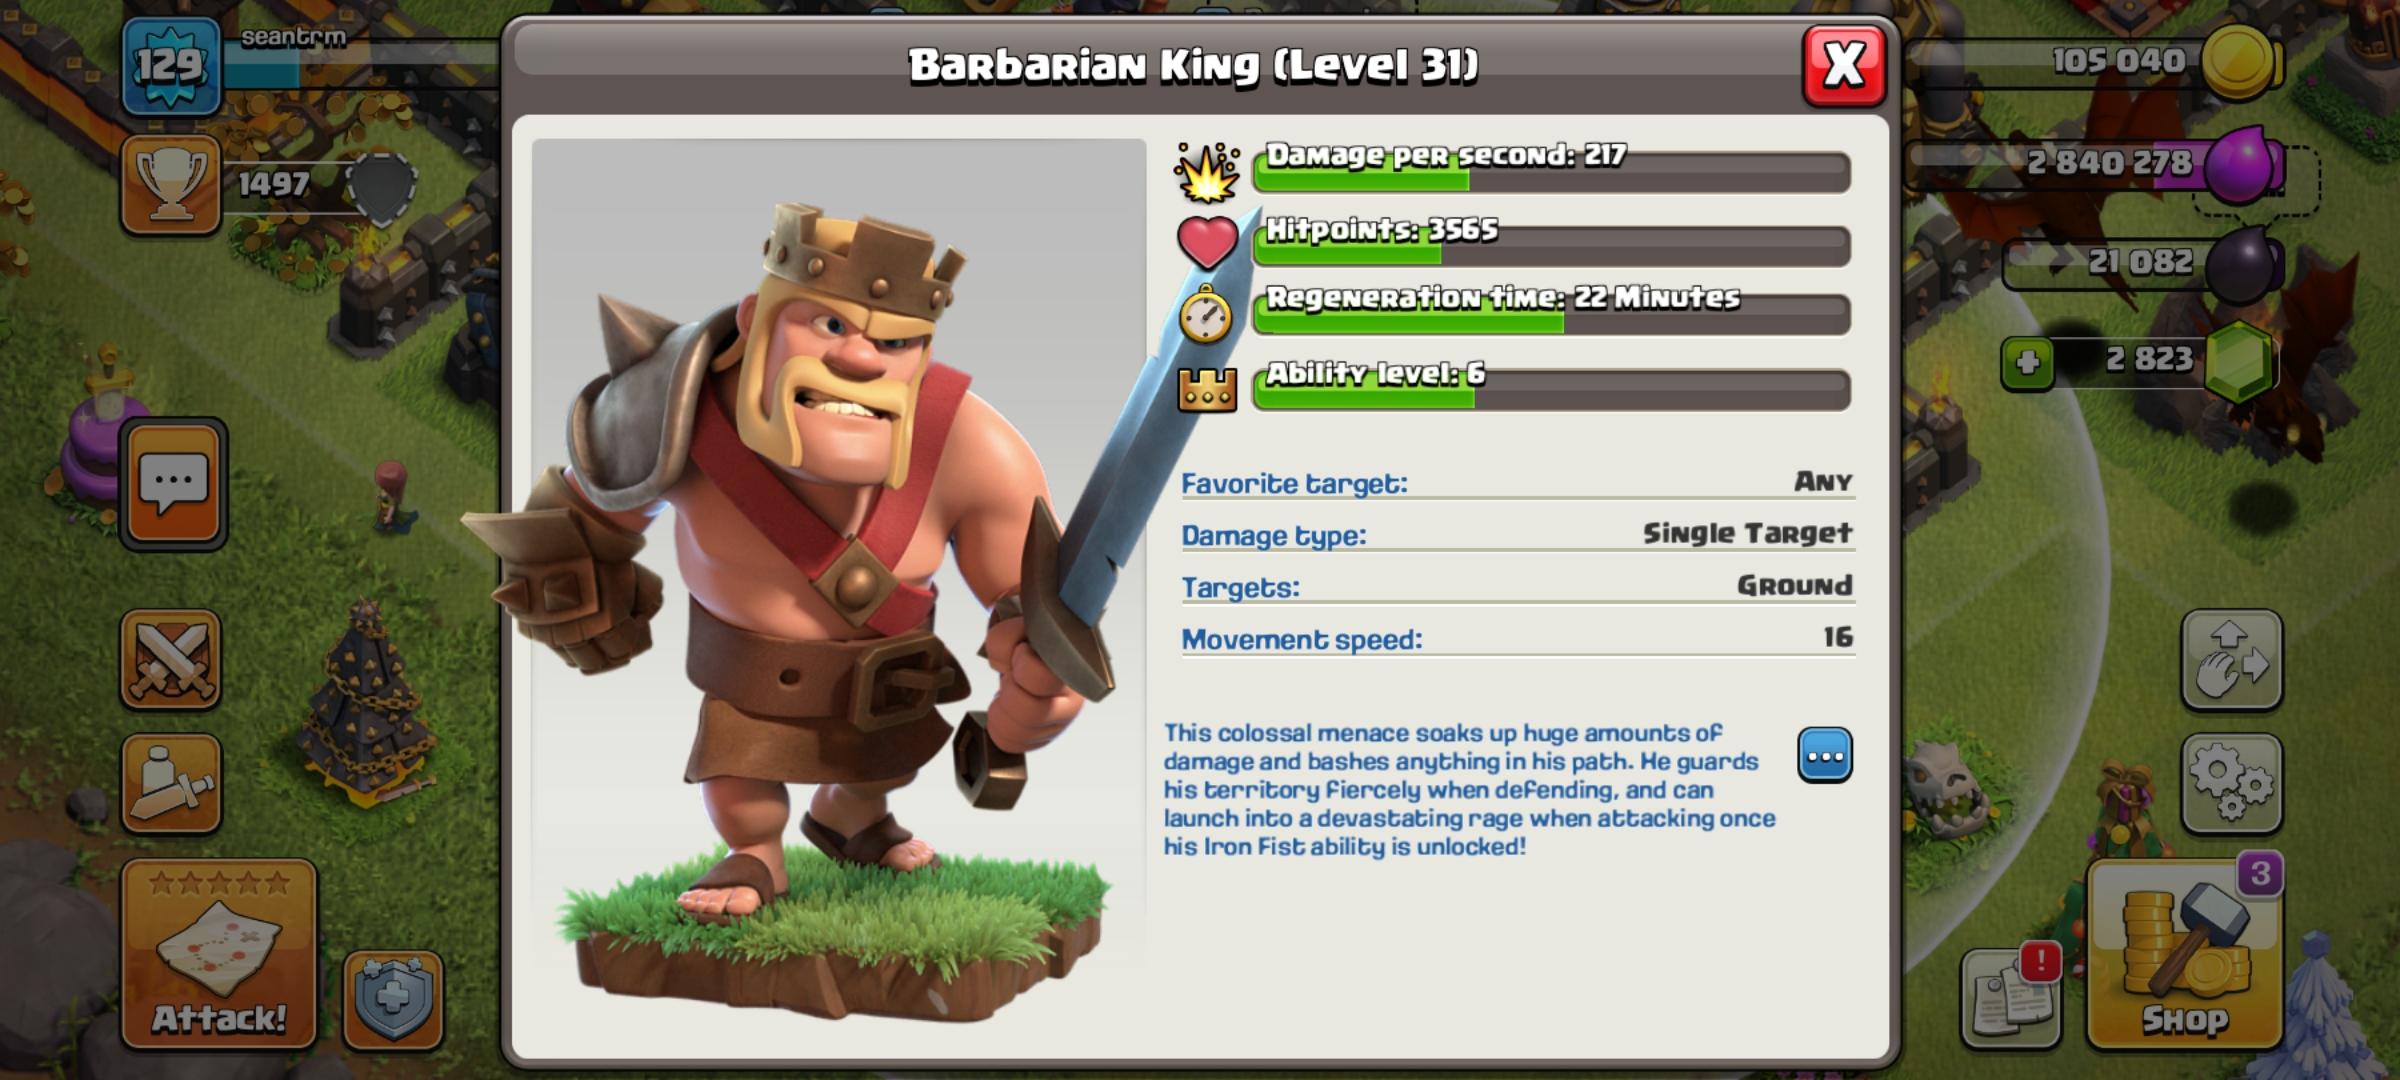 129
seantrm
1497
Barbarian King (Level 31)
X
105 040
2 840 278
21 082
2 823
Damage per second: 217
Hitpoints: 3565
Regeneration time: 22 Minutes
Ability level: 6
Favorite target: Any
Damage type: Single Target
Targets: Ground
Movement speed: 16
This colossal menace soaks up huge amounts of
damage and bashes anything in his path. He guards
his territory fiercely when defending, and can
launch into a devastating rage when attacking once
his Iron Fist ability is unlocked!
Attack!
!
3
Shop